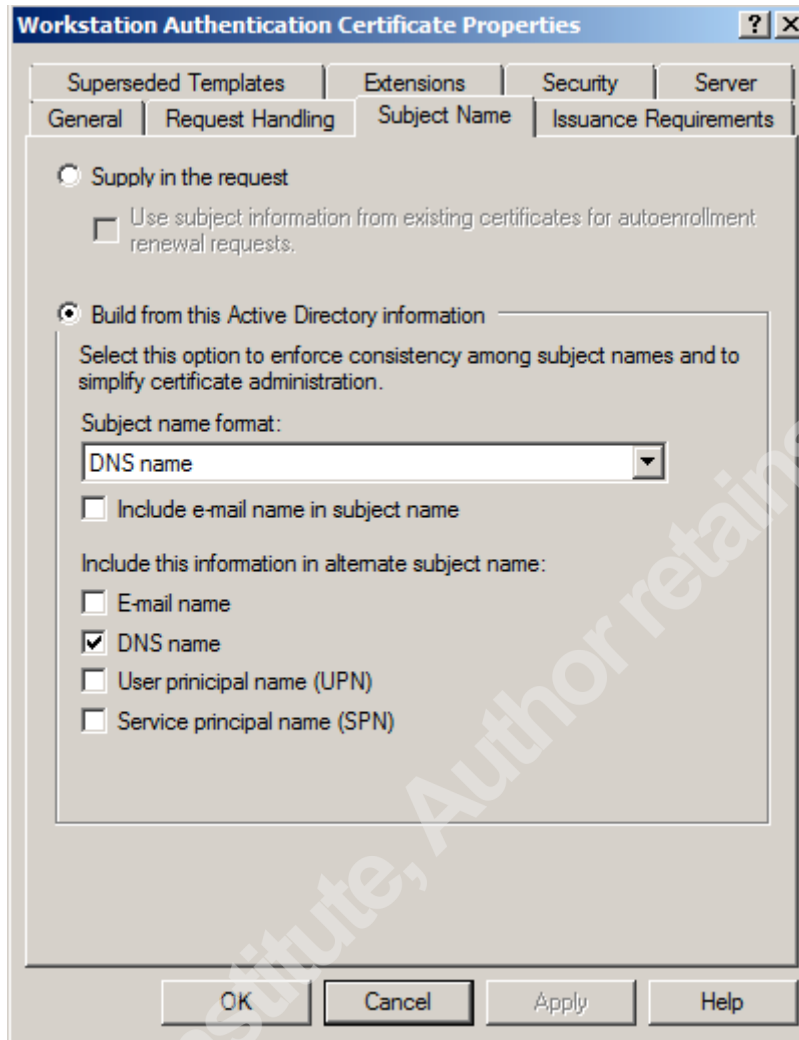 Workstation Authentication Certificate Properties
Superseded Templates Extensions Security Server
General Request Handling Subject Name Issuance Requirements
Supply in the request
Use subject information from existing certificates for autoenrollment
renewal requests.
Build from this Active Directory information
Select this option to enforce consistency among subject names and to
simplify certificate administration.
Subject name format:
DNS name
Include e-mail name in subject name
Include this information in alternate subject name:
E-mail name
DNS name
User prinicipal name (UPN)
Service principal name (SPN)
OK Cancel Apply Help
stitute, Author retains